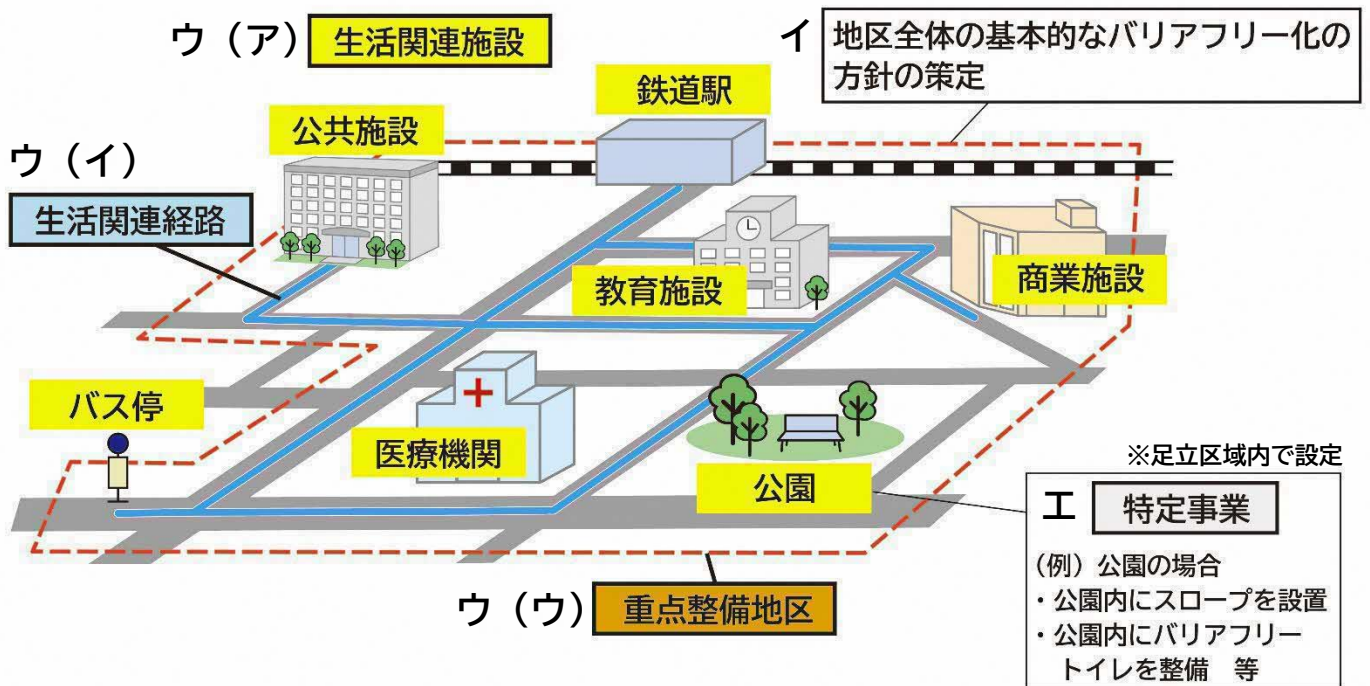 ウ（ア） 生活関連施設
イ 地区全体の基本的なバリアフリー化の
方針の策定
鉄道駅
公共施設
ウ（イ）
生活関連経路
教育施設
商業施設
バス停
医療機関
公園
※足立区域内で設定
エ 特定事業
（例）公園の場合
・公園内にスロープを設置
・公園内にバリアフリー
トイレを整備　等
ウ（ウ） 重点整備地区